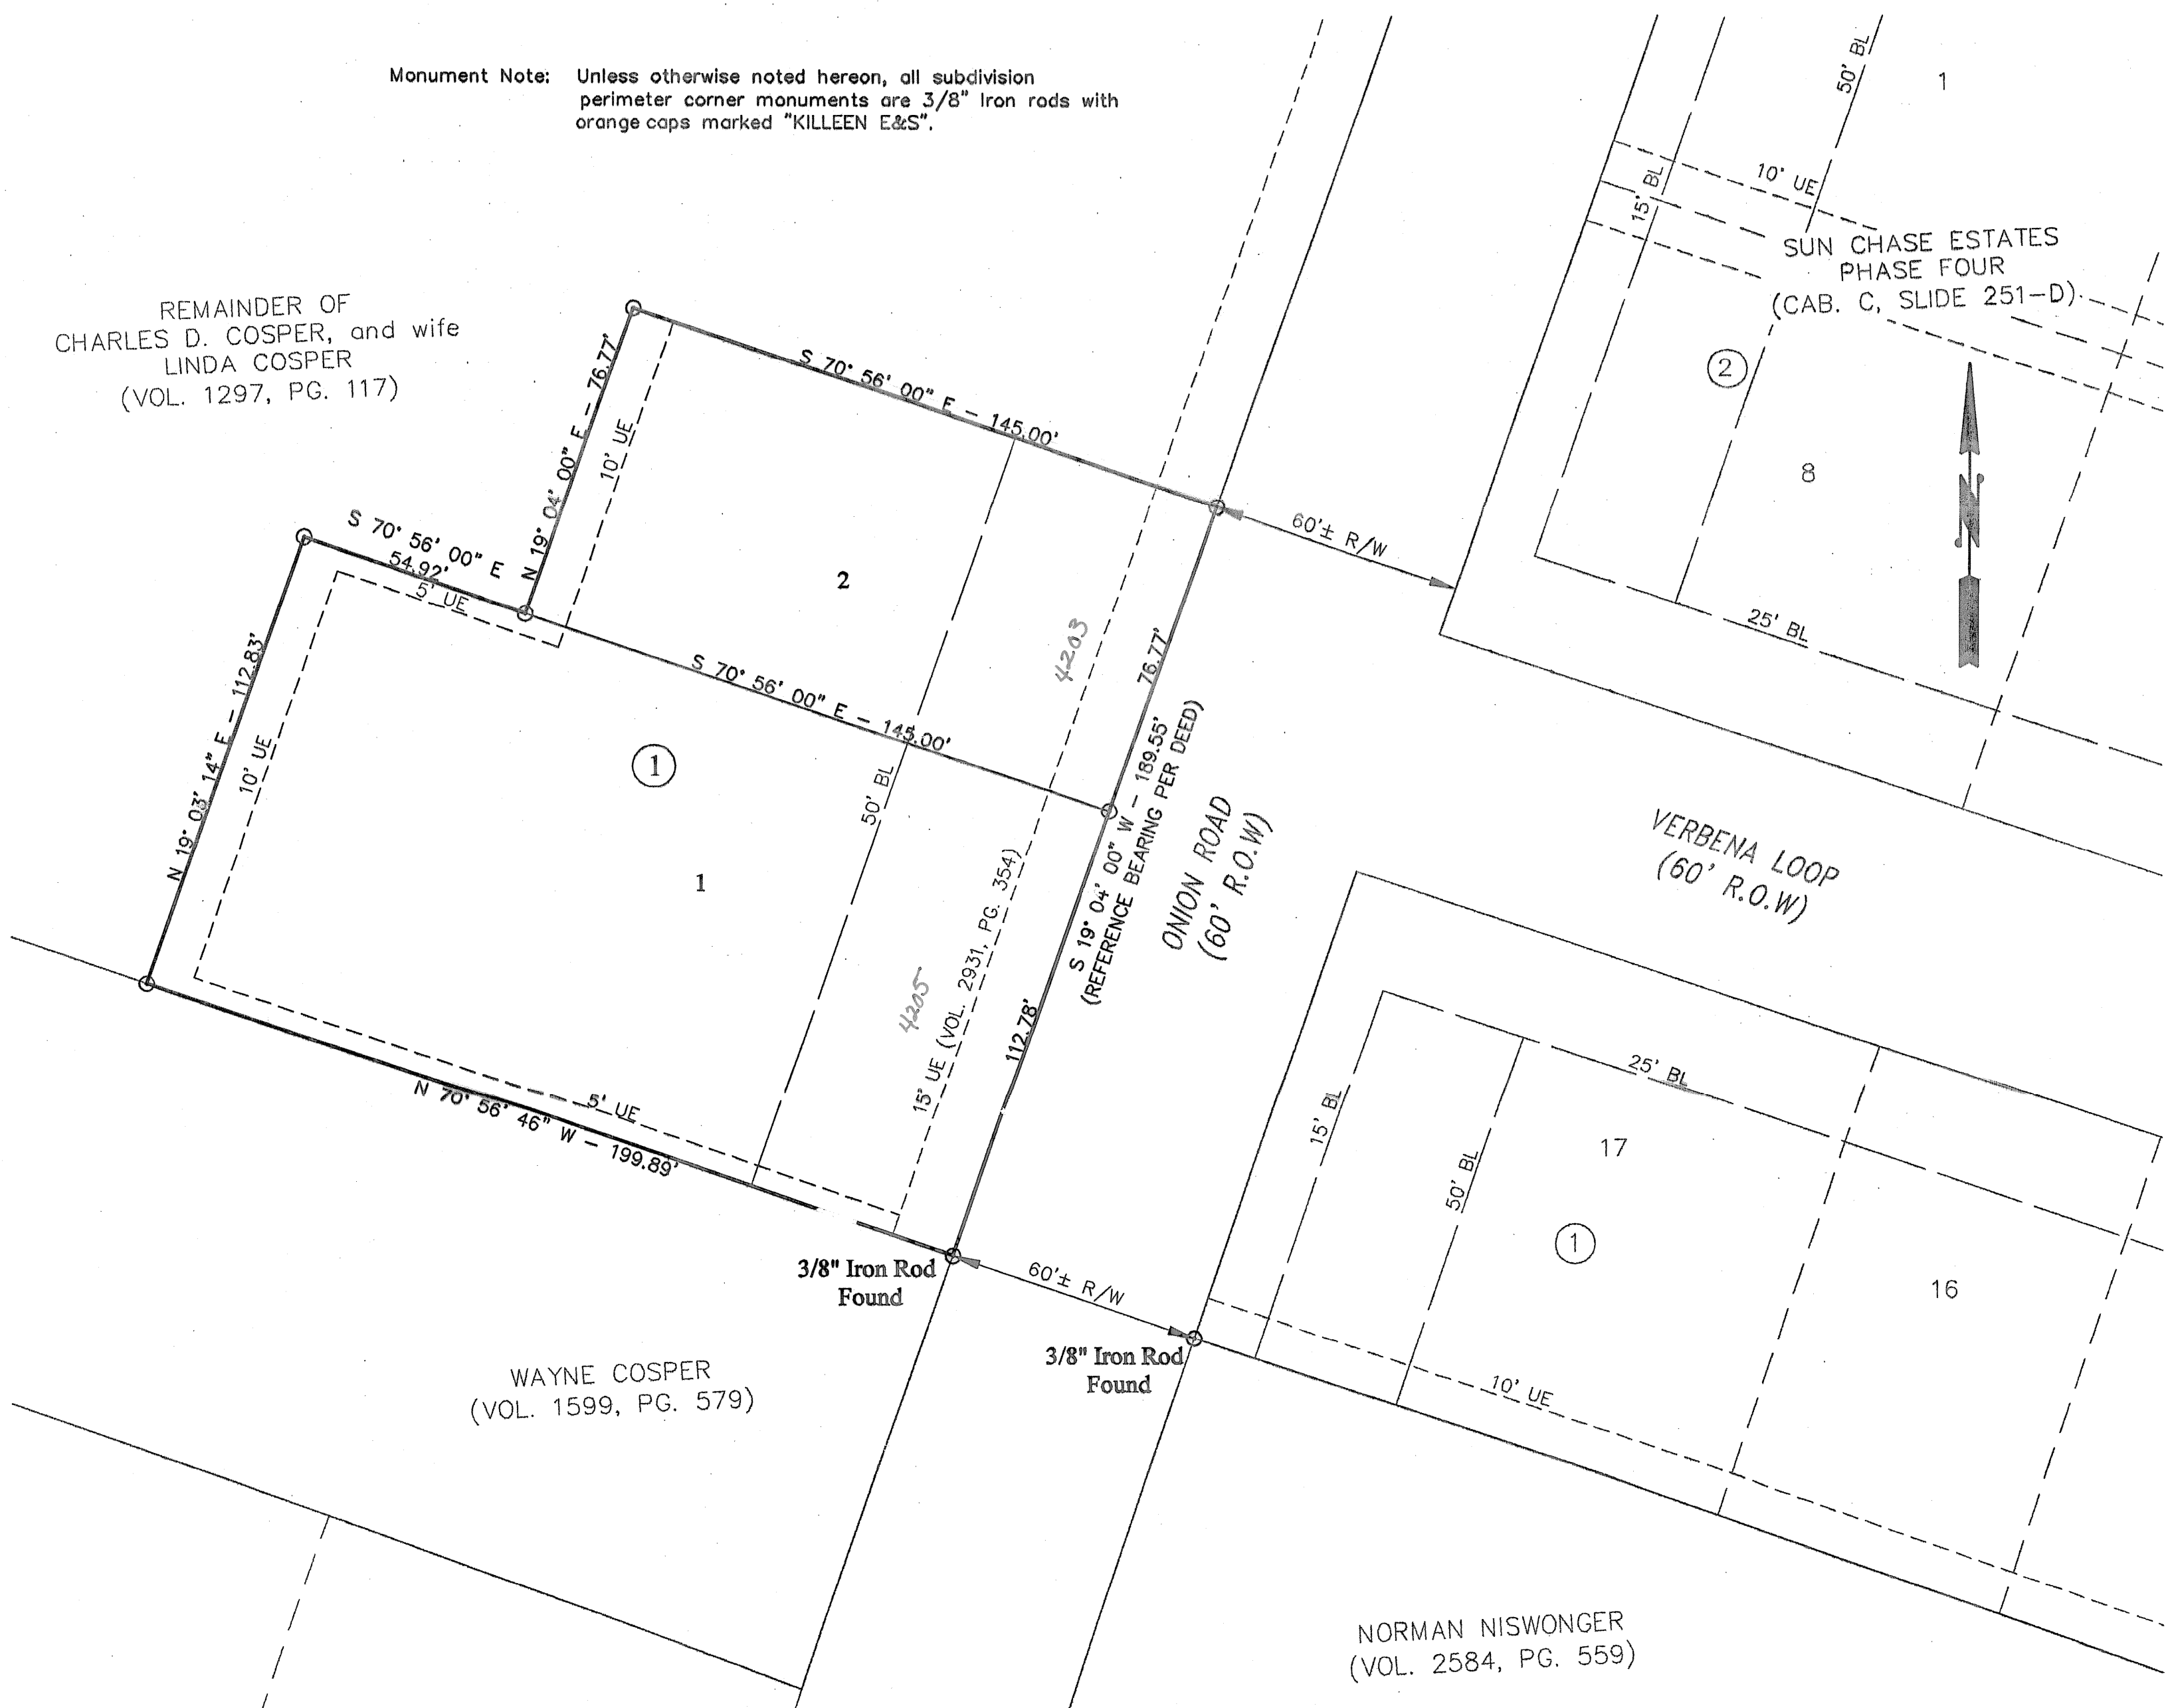 Monument Note: Unless otherwise noted hereon, all subdivision
perimeter corner monuments are 3/8" Iron rods with
orange caps marked "KILLEEN E&S".
50' BL
1
10' UE
15' BL
SUN CHASE ESTATES
PHASE FOUR
(CAB. C, SLIDE 251-D)
REMAINDER OF
CHARLES D. COSPER, and wife
LINDA COSPER
(VOL. 1297, PG. 117)
N 19° 04' 00" E - 76.77'
S 70° 56' 00" E - 145.00'
10' UE
2
8
N
S 70° 56' 00" E
54.92'
5' UE
2
60'± R/W
25' BL
4203
76.77'
N 19° 03' 14" E - 112.83'
10' UE
S 70° 56' 00" E - 145.00'
1
50' BL
1
S 19° 04' 00" W - 189.55'
(REFERENCE BEARING PER DEED)
ONION ROAD
(60' R.O.W)
VERBENA LOOP
(60' R.O.W)
4205
15' UE (VOL. 2931, PG. 354)
112.78'
5' UE
N 70° 56' 46" W - 199.89'
25' BL
15' BL
50' BL
17
1
16
3/8" Iron Rod
Found
60'± R/W
3/8" Iron Rod
Found
10' UE
WAYNE COSPER
(VOL. 1599, PG. 579)
NORMAN NISWONGER
(VOL. 2584, PG. 559)